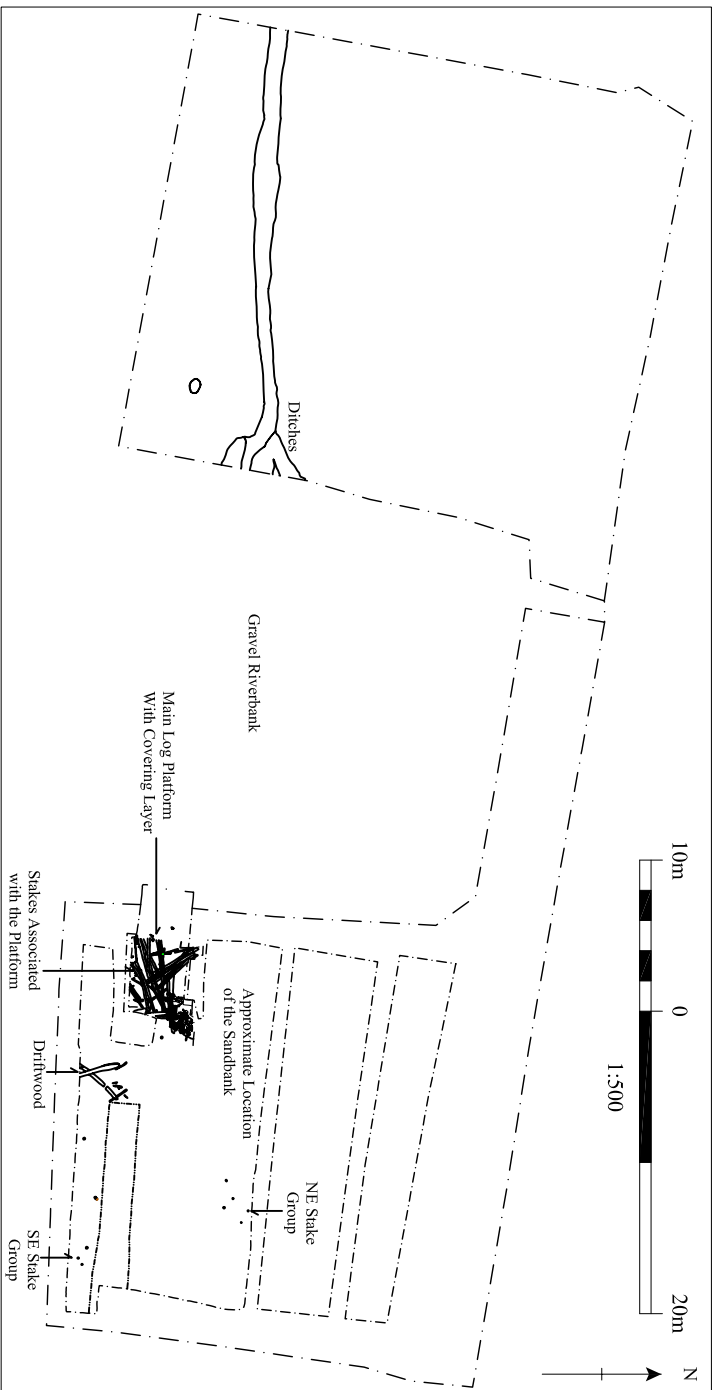 10m
0
20m
1:500
N
Ditches
Gravel Riverbank
Main Log Platform
With Covering Layer
Stakes Associated
with the Platform
Approximate Location
of the Sandbank
Driftwood
NE Stake
Group
SE Stake
Group